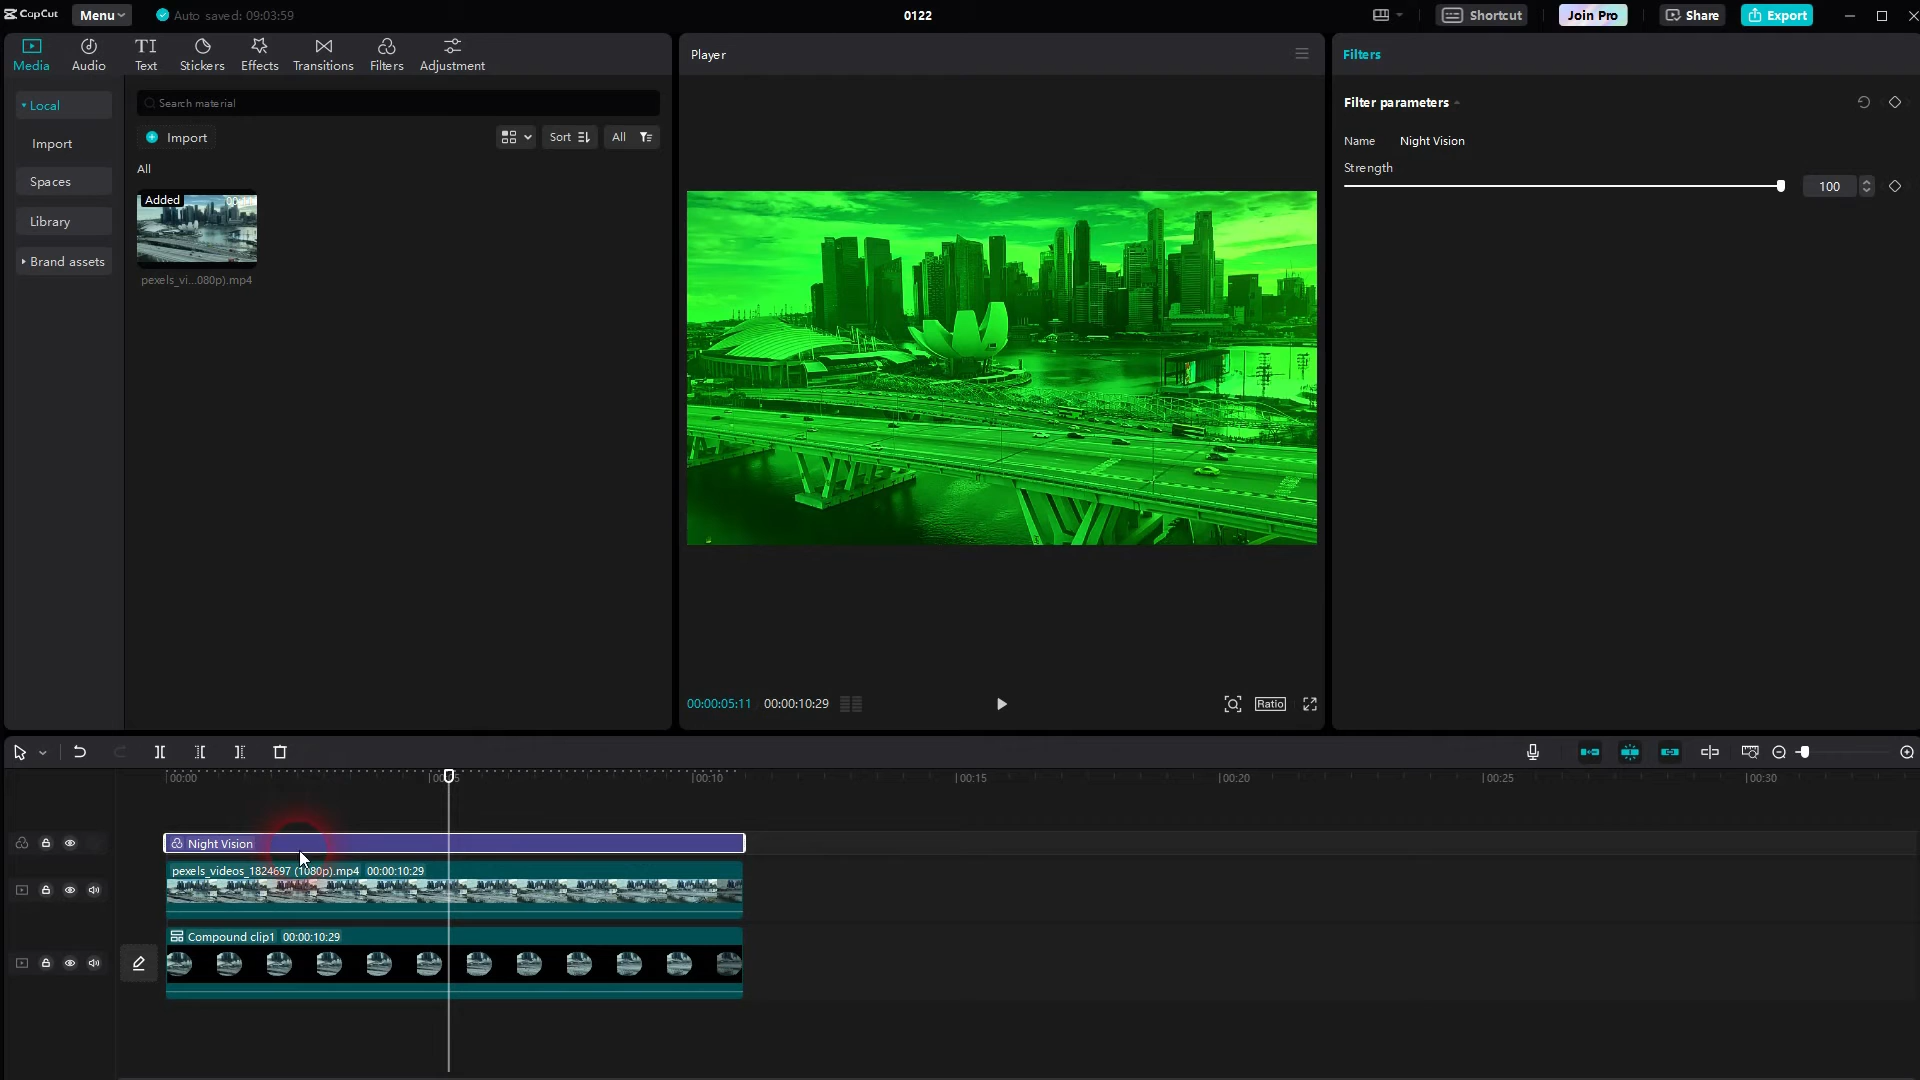 CapCut Menu Auto saved: 09:03:59 0122 Shortcut Join Pro Share Export
Media Audio Text Stickers Effects Transitions Filters Adjustment
Player
Filters
Local
Import
Spaces
Library
Brand assets
Search material
Import Sort All
All
Added
pexels_vi...080p).mp4
Filter parameters
Name Night Vision
Strength
100
00:00:05:11 00:00:10:29 Ratio
00:00 00:10 00:15 00:20 00:25 00:30
Night Vision
pexels_videos_1824697 (1080p).mp4 00:00:10:29
Compound clip1 00:00:10:29